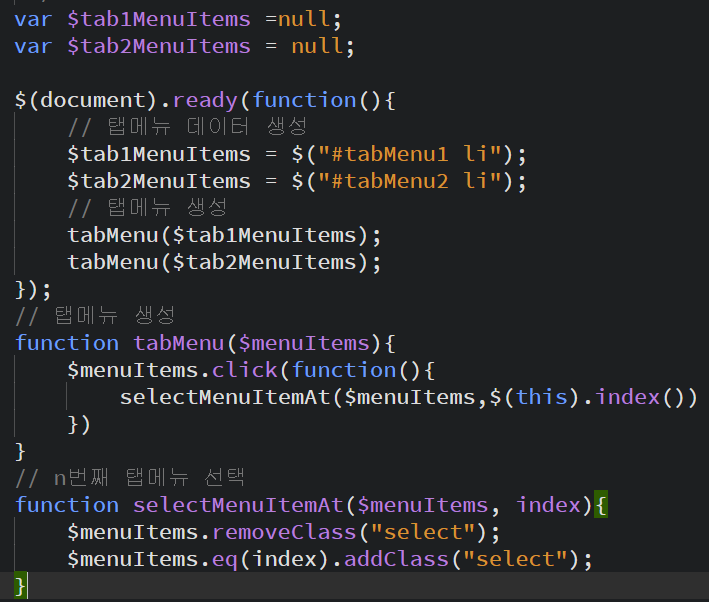 var $tab1MenuItems =null;
var $tab2MenuItems = null;
$(document).ready(function(){
// 탭메뉴 데이터 생성
$tab1MenuItems = $("#tabMenu1 li");
$tab2MenuItems = $("#tabMenu2 li");
// 탭메뉴 생성
tabMenu($tab1MenuItems);
tabMenu($tab2MenuItems);
});
// 탭메뉴 생성
function tabMenu($menuItems){
$menuItems.click(function(){
selectMenuItemAt($menuItems,$(this).index())
})
}
// n번째 탭메뉴 선택
function selectMenuItemAt($menuItems, index){
$menuItems.removeClass("select");
$menuItems.eq(index).addClass("select");
}